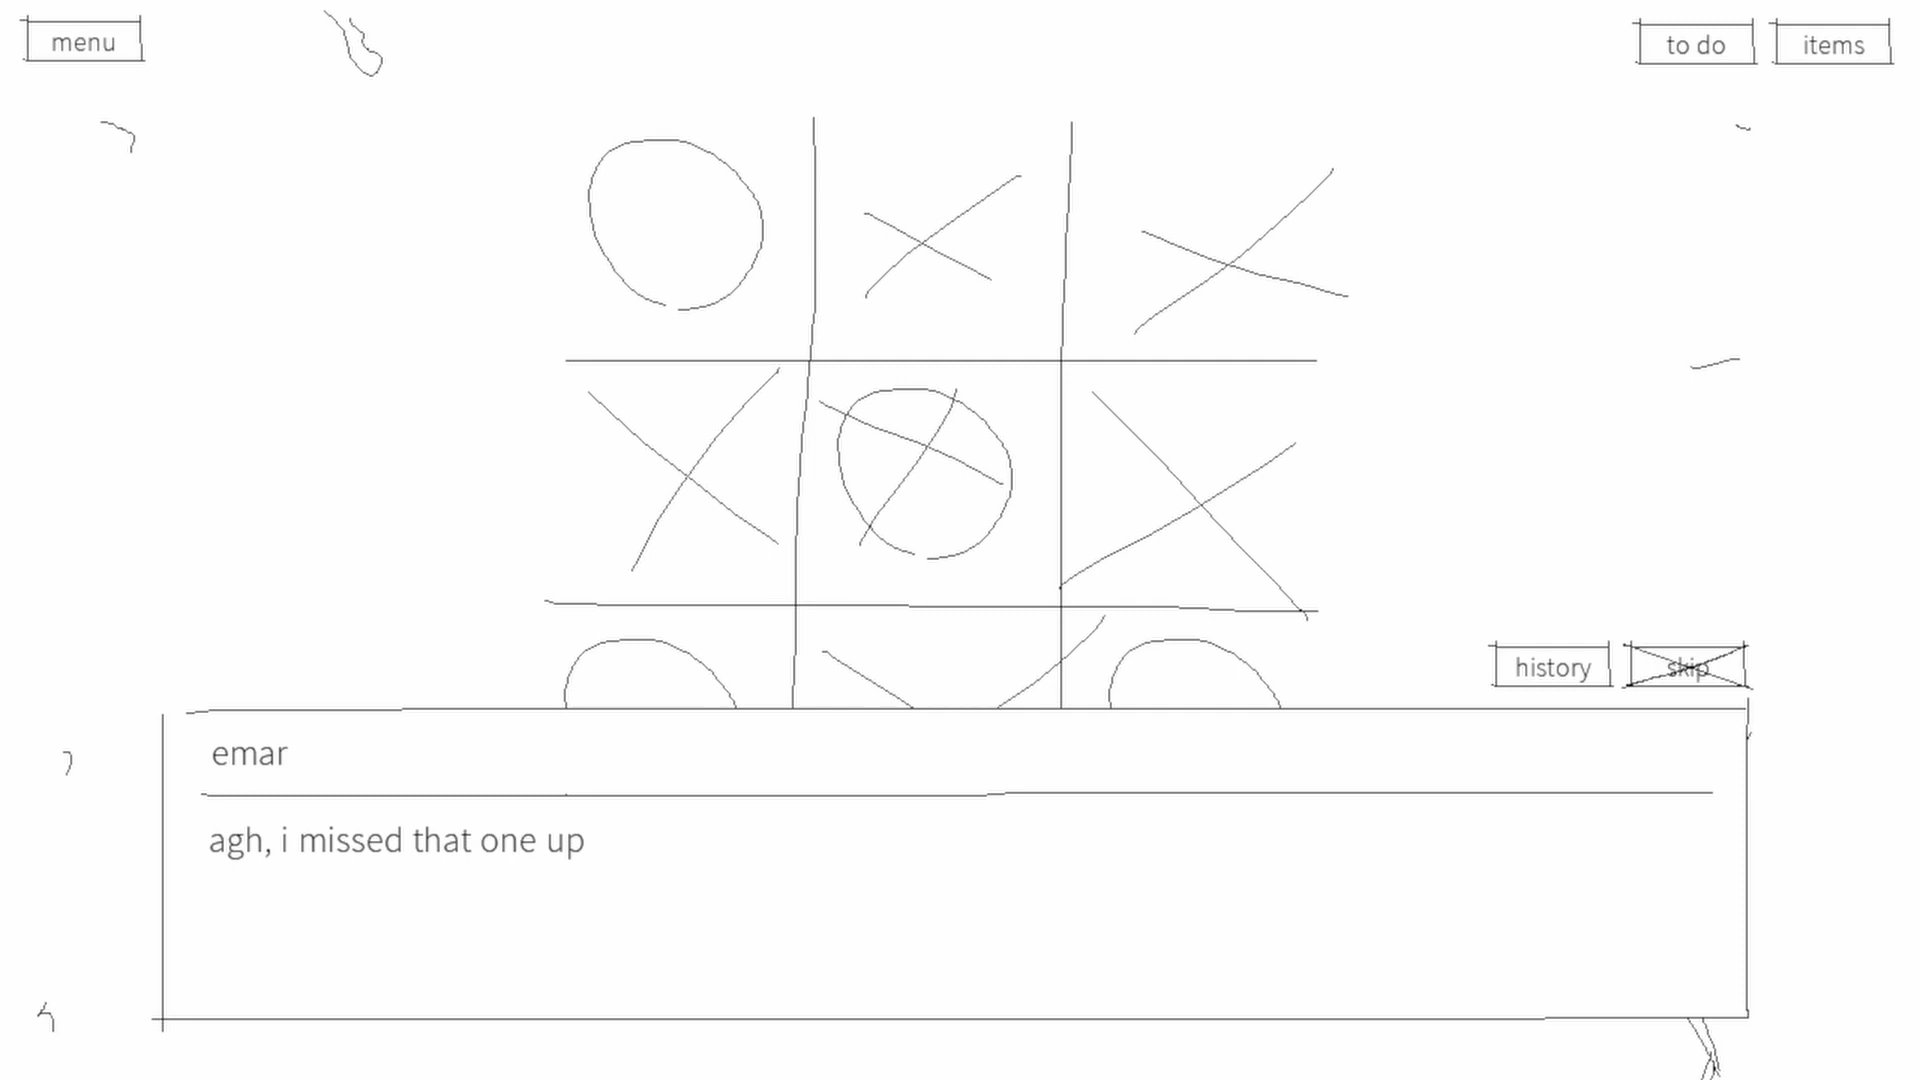 menu
to do
items
history
skip
emar
agh, i missed that one up